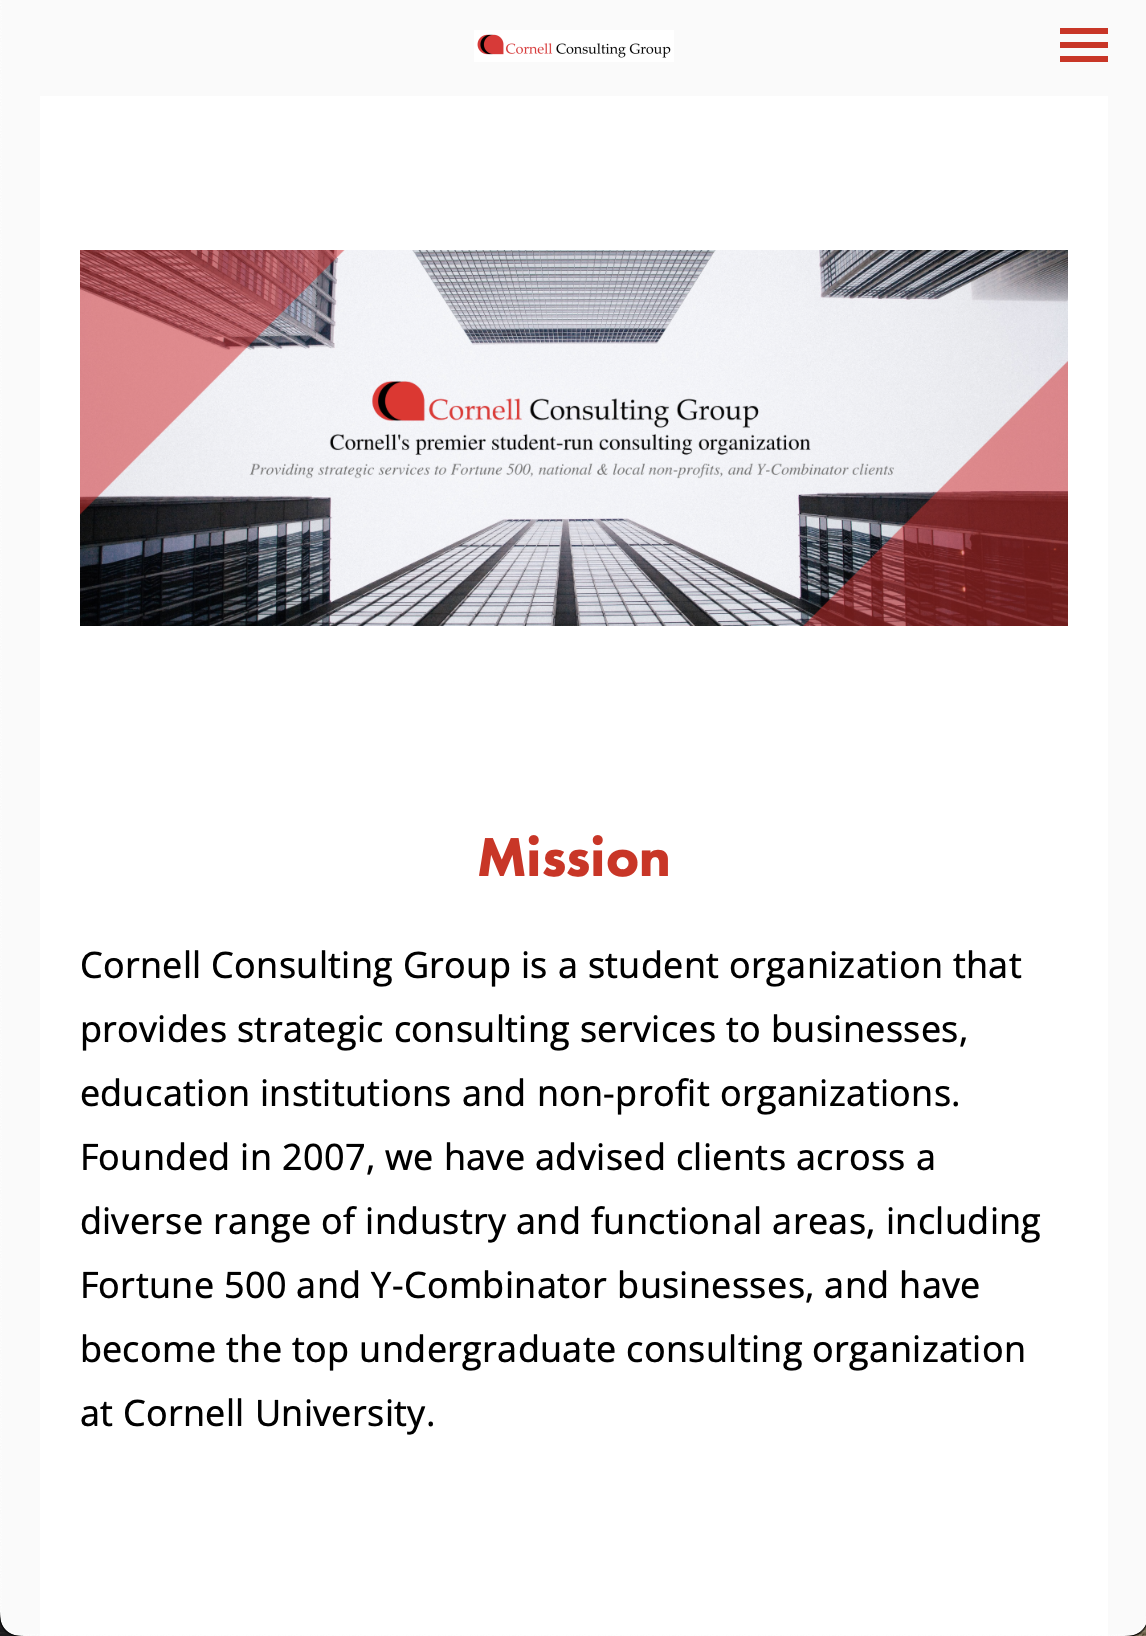 Cornell Consulting Group
Cornell Consulting Group
Cornell's premier student-run consulting organization
Providing strategic services to Fortune 500, national & local non-profits, and Y-Combinator clients
Mission
Cornell Consulting Group is a student organization that
provides strategic consulting services to businesses,
education institutions and non-profit organizations.
Founded in 2007, we have advised clients across a
diverse range of industry and functional areas, including
Fortune 500 and Y-Combinator businesses, and have
become the top undergraduate consulting organization
at Cornell University.